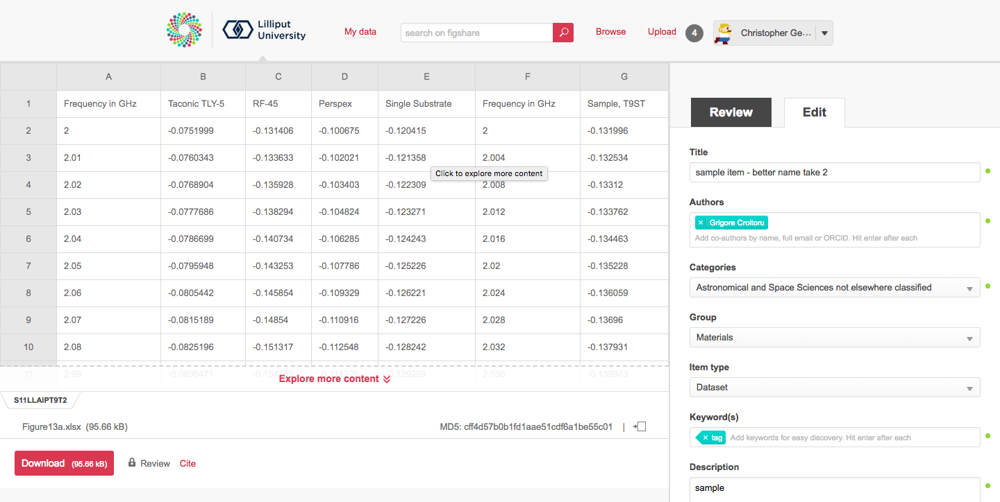 Lilliput
University
My data
search on figshare
Browse
Upload
4
Christopher Ge...
A B C D E F G
1 Frequency in GHz Taconic TLY-5 RF-45 Perspex Single Substrate Frequency in GHz Sample, T9ST
2 2 -0.0751999 -0.131406 -0.100675 -0.120415 2 -0.131996
3 2.01 -0.0760343 -0.133633 -0.102021 -0.121358 2.004 -0.132534
Click to explore more content
4 2.02 -0.0768904 -0.135928 -0.103403 -0.122309 2.008 -0.13312
5 2.03 -0.0777686 -0.138294 -0.104824 -0.123271 2.012 -0.133762
6 2.04 -0.0786699 -0.140734 -0.106285 -0.124243 2.016 -0.134463
7 2.05 -0.0795948 -0.143253 -0.107786 -0.125226 2.02 -0.135228
8 2.06 -0.0805442 -0.145854 -0.109329 -0.126221 2.024 -0.136059
9 2.07 -0.0815189 -0.14854 -0.110916 -0.127226 2.028 -0.13696
10 2.08 -0.0825196 -0.151317 -0.112548 -0.128242 2.032 -0.137931
11 2.09 -0.0835471 -0.129269 2.036 -0.138973
Explore more content
S11LLAIPT9T2
Figure13a.xlsx (95.66 kB)
MD5: cff4d57b0b1fd1aae51cdf6a1be55c01 |
Download (95.66 kB)
Review
Cite
Review
Edit
Title
sample item - better name take 2
Authors
× Grigore Croitoru
Add co-authors by name, full email or ORCID. Hit enter after each
Categories
Astronomical and Space Sciences not elsewhere classified
Group
Materials
Item type
Dataset
Keyword(s)
× tag Add keywords for easy discovery. Hit enter after each
Description
sample